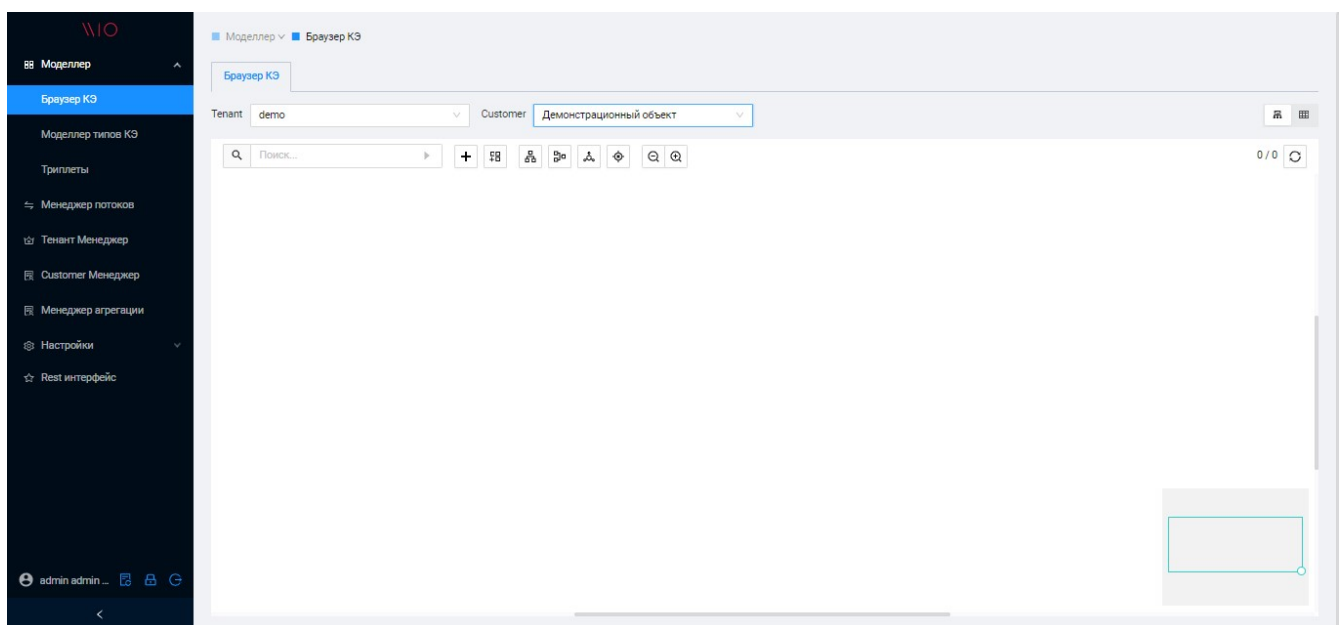 WIO
Моделлер
Браузер КЭ
Моделлер типов КЭ
Триплеты
Менеджер потоков
Тенант Менеджер
Customer Менеджер
Менеджер агрегации
Настройки
Rest интерфейс
admin admin ...
Моделлер Браузер КЭ
Браузер КЭ
Tenant demo Customer Демонстрационный объект
Поиск... 0 / 0